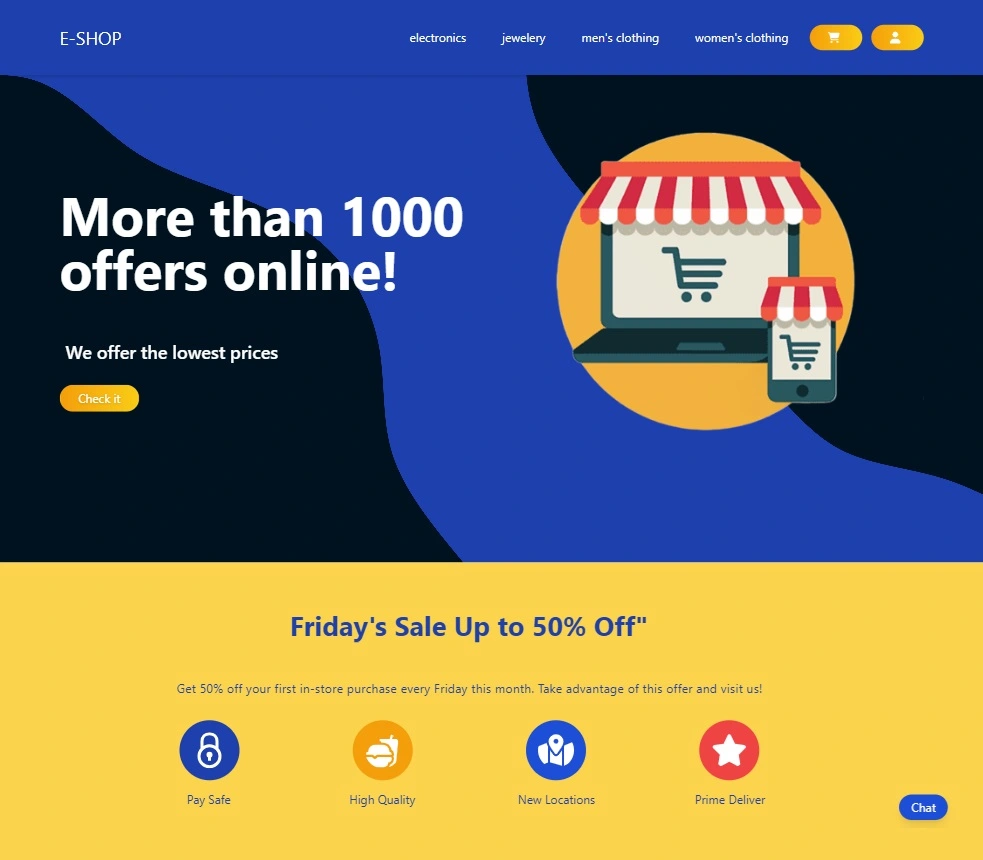 E-SHOP
electronics
jewelery
men's clothing
women's clothing
More than 1000
offers online!
We offer the lowest prices
Check it
Friday's Sale Up to 50% Off"
Get 50% off your first in-store purchase every Friday this month. Take advantage of this offer and visit us!
Pay Safe
High Quality
New Locations
Prime Deliver
Chat